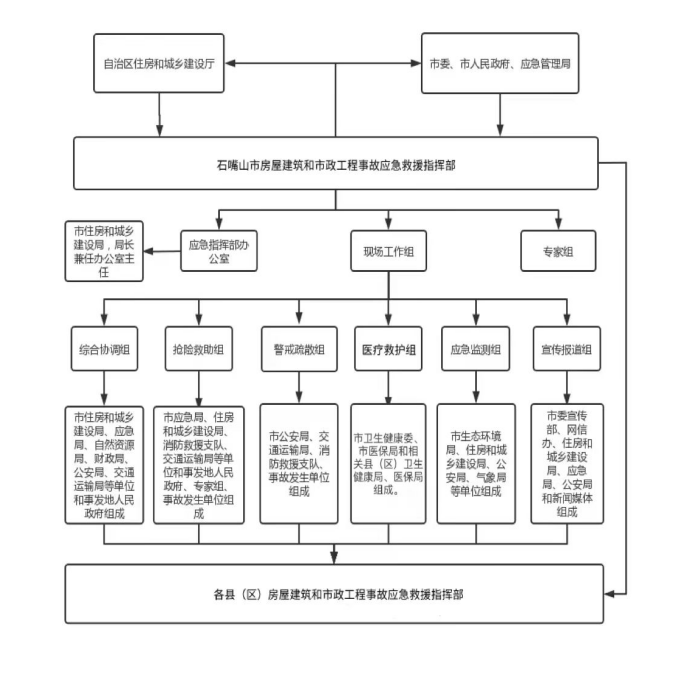 自治区住房和城乡建设厅
市委、市人民政府、应急管理局
石嘴山市房屋建筑和市政工程事故应急救援指挥部
市住房和城乡
建设局，局长
兼任办公室主
任
应急指挥部办
公室
现场工作组
专家组
综合协调组
抢险救助组
警戒疏散组
医疗救护组
应急监测组
宣传报道组
市住房和城乡
建设局、应急
局、自然资源
局、财政局、
公安局、交通
运输局等单位
和事发地人民
政府组成
市应急局、住房
和城乡建设局、
消防救援支队、
交通运输局等单
位和事发地人民
政府、专家组、
事故发生单位组
成
市公安局、交
通运输局、消
防救援支队、
事故发生单位
组成
市卫生健康委、
市医保局和相
关县（区）卫生
健康局、医保局
组成。
市生态环境
局、住房和城
乡建设局、公
安局、气象局
等单位组成
市委宣传
部、网信
办、住房和
城乡建设
局、应急
局、公安局
和新闻媒体
组成
各县（区）房屋建筑和市政工程事故应急救援指挥部